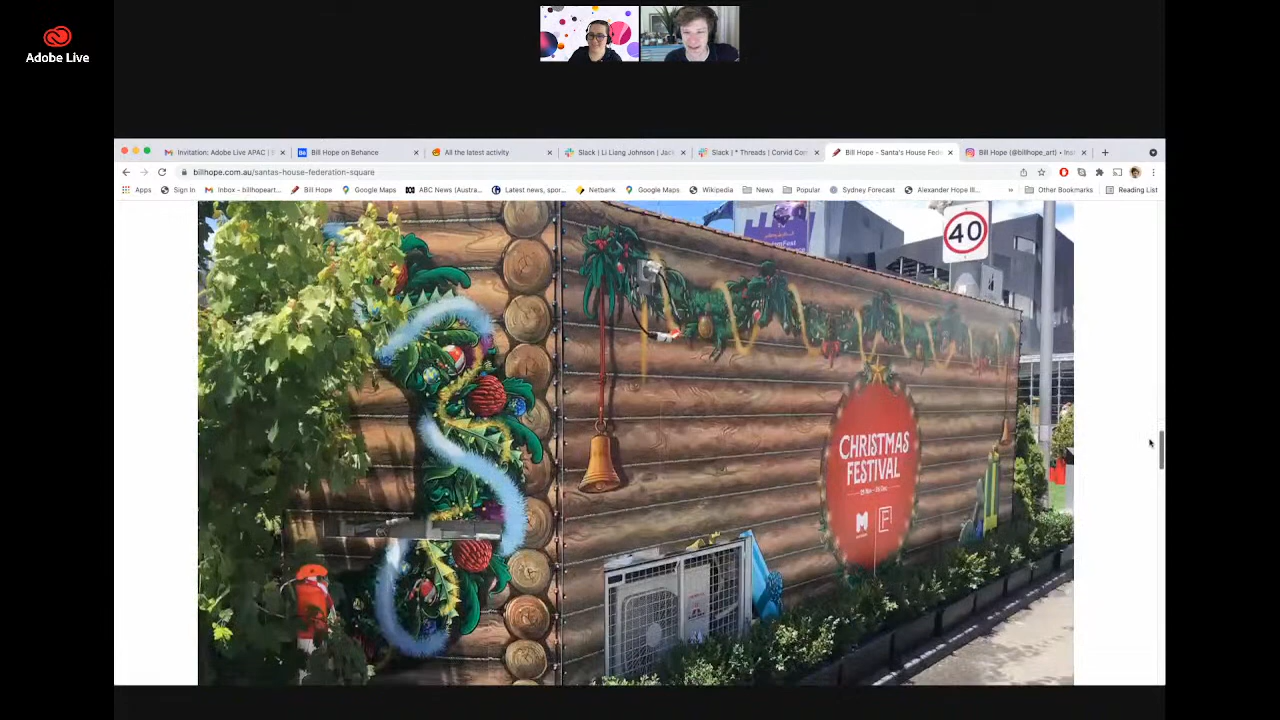 Adobe Live
Invitation: Adobe Live APAC |
Bill Hope on Behance
All the latest activity
Slack | Li Liang Johnson | Jac
Slack | * Threads | Corvid Cor
Bill Hope - Santa's House Fede
Bill Hope (@billhope_art) • Inst
billhope.com.au/santas-house-federation-square
Apps
Sign In
Inbox - billhopeart...
Bill Hope
Google Maps
ABC News (Austra...
Latest news, spor...
Netbank
Google Maps
Wikipedia
News
Popular
Sydney Forecast
Alexander Hope Ill...
Other Bookmarks
Reading List
40
CHRISTMAS
FESTIVAL
M
F